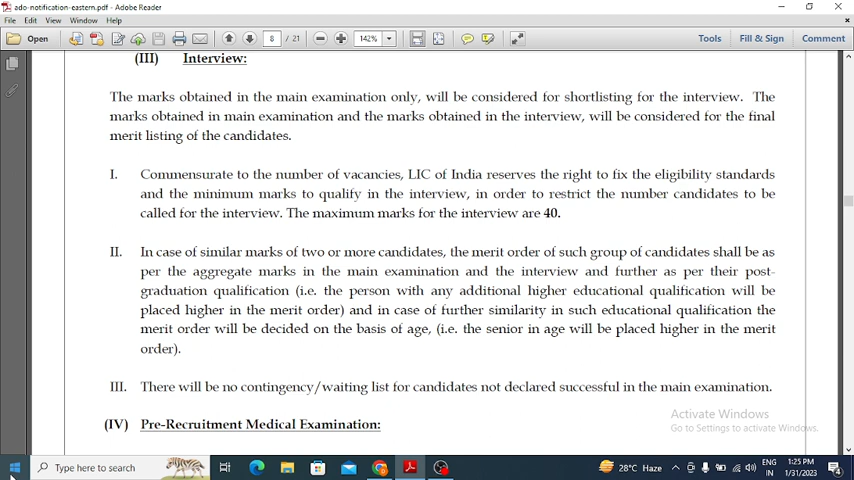 ado-notification-eastern.pdf - Adobe Reader
File Edit View Window Help
Open 8 / 21 142% Tools Fill & Sign Comment
(III) Interview:
The marks obtained in the main examination only, will be considered for shortlisting for the interview. The
marks obtained in main examination and the marks obtained in the interview, will be considered for the final
merit listing of the candidates.
I. Commensurate to the number of vacancies, LIC of India reserves the right to fix the eligibility standards
and the minimum marks to qualify in the interview, in order to restrict the number candidates to be
called for the interview. The maximum marks for the interview are 40.
II. In case of similar marks of two or more candidates, the merit order of such group of candidates shall be as
per the aggregate marks in the main examination and the interview and further as per their post-
graduation qualification (i.e. the person with any additional higher educational qualification will be
placed higher in the merit order) and in case of further similarity in such educational qualification the
merit order will be decided on the basis of age, (i.e. the senior in age will be placed higher in the merit
order).
III. There will be no contingency/waiting list for candidates not declared successful in the main examination.
(IV) Pre-Recruitment Medical Examination:
Activate Windows
Go to Settings to activate Windows.
Type here to search 28°C Haze ENG 1:25 PM
IN 1/31/2023 4